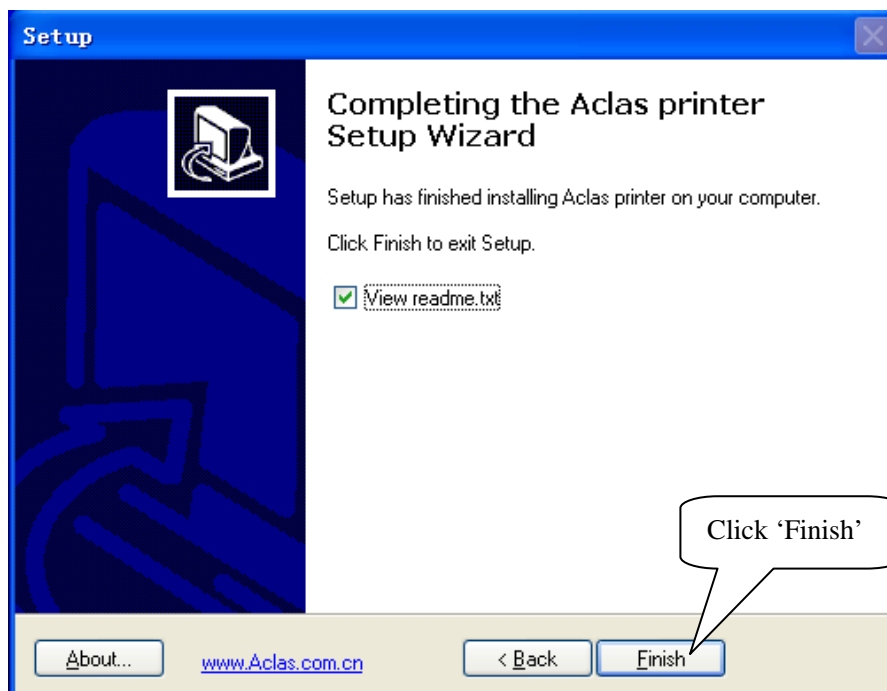 Setup
Completing the Aclas printer
Setup Wizard
Setup has finished installing Aclas printer on your computer.
Click Finish to exit Setup.
View readme.txt
Click ‘Finish’
About...
www.Aclas.com.cn
< Back
Finish